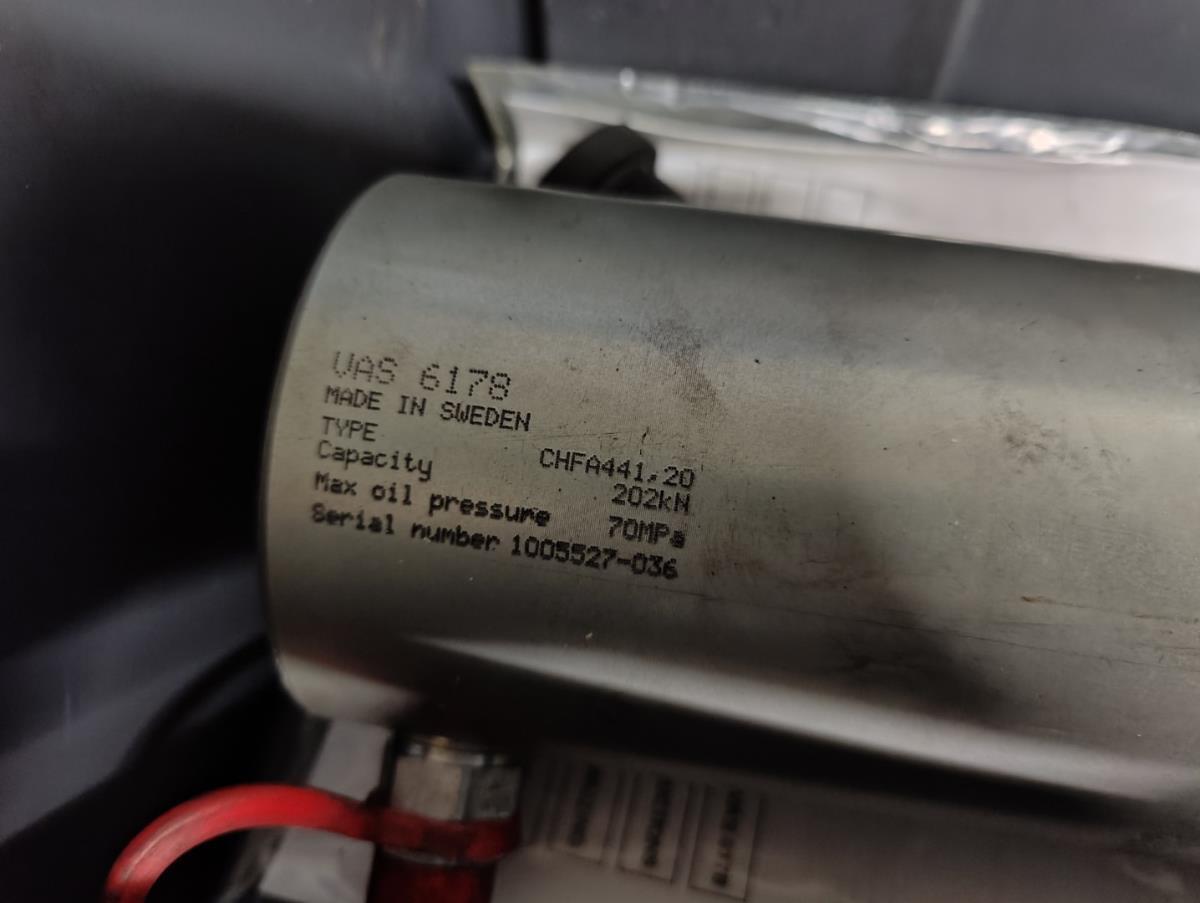 VAS 6178
MADE IN SWEDEN
TYPE CHFA441,20
Capacity 202kN
Max oil pressure 70MPa
Serial number 1005527-036